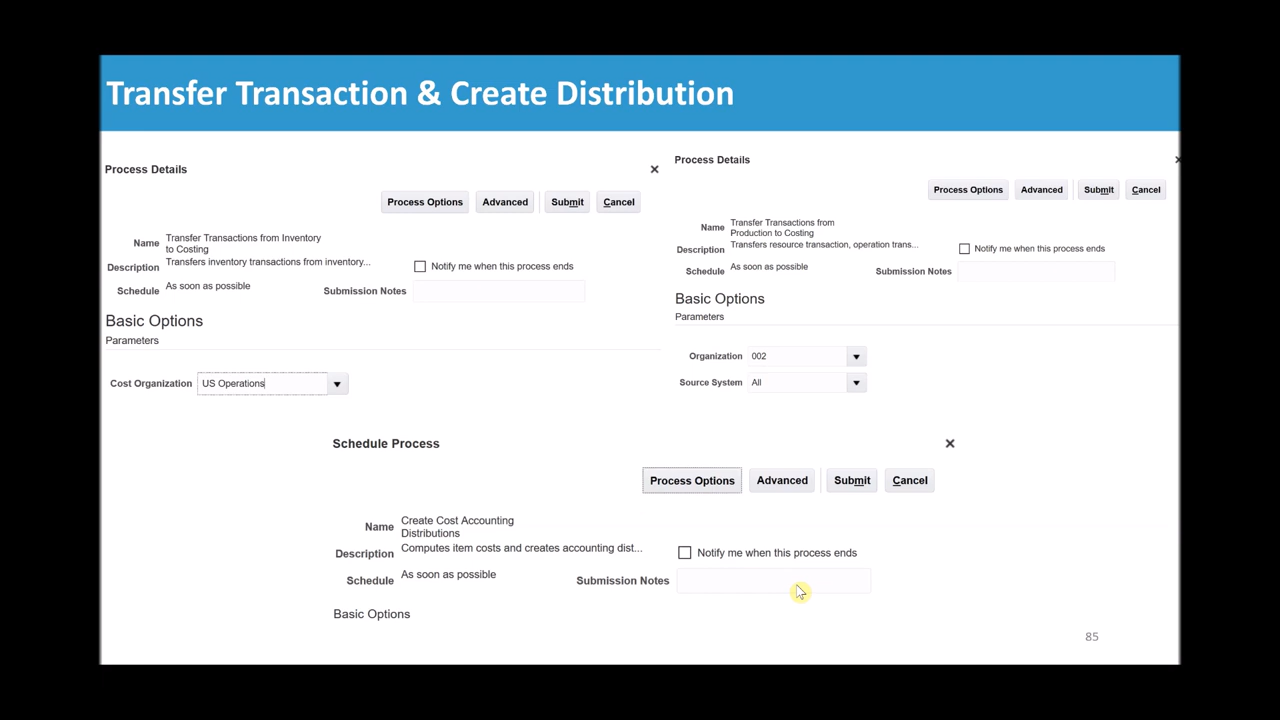 Transfer Transaction & Create Distribution
Process Details
Process Options Advanced Submit Cancel
Name Transfer Transactions from Inventory
to Costing
Description Transfers inventory transactions from inventory... Notify me when this process ends
Schedule As soon as possible Submission Notes
Basic Options
Parameters
Cost Organization US Operations
Process Details
Process Options Advanced Submit Cancel
Name Transfer Transactions from
Production to Costing
Description Transfers resource transaction, operation trans... Notify me when this process ends
Schedule As soon as possible Submission Notes
Basic Options
Parameters
Organization 002
Source System All
Schedule Process
Process Options Advanced Submit Cancel
Name Create Cost Accounting
Distributions
Description Computes item costs and creates accounting dist... Notify me when this process ends
Schedule As soon as possible Submission Notes
Basic Options
85